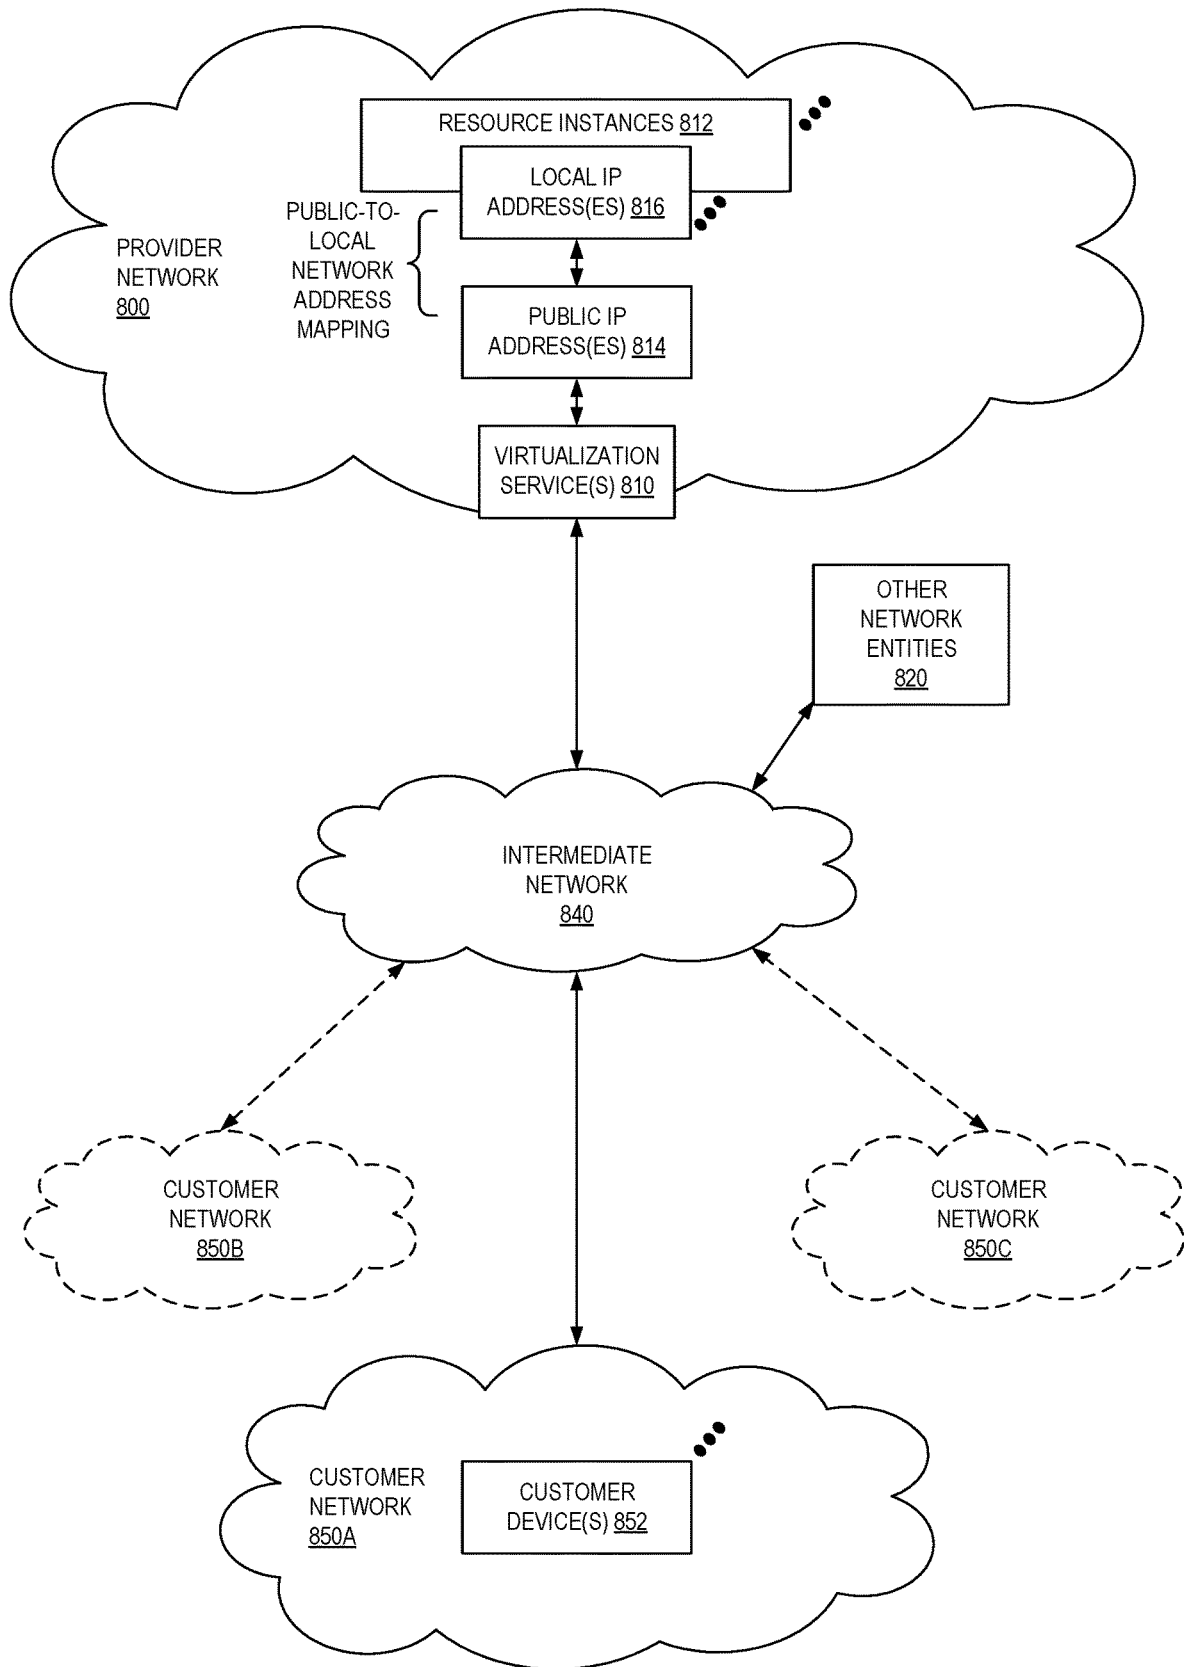 RESOURCE INSTANCES 812
LOCAL IP
ADDRESS(ES) 816
PUBLIC-TO-
LOCAL
NETWORK
ADDRESS
MAPPING
PROVIDER
NETWORK
800
PUBLIC IP
ADDRESS(ES) 814
VIRTUALIZATION
SERVICE(S) 810
OTHER
NETWORK
ENTITIES
820
INTERMEDIATE
NETWORK
840
CUSTOMER
NETWORK
850B
CUSTOMER
NETWORK
850C
CUSTOMER
NETWORK
850A
CUSTOMER
DEVICE(S) 852